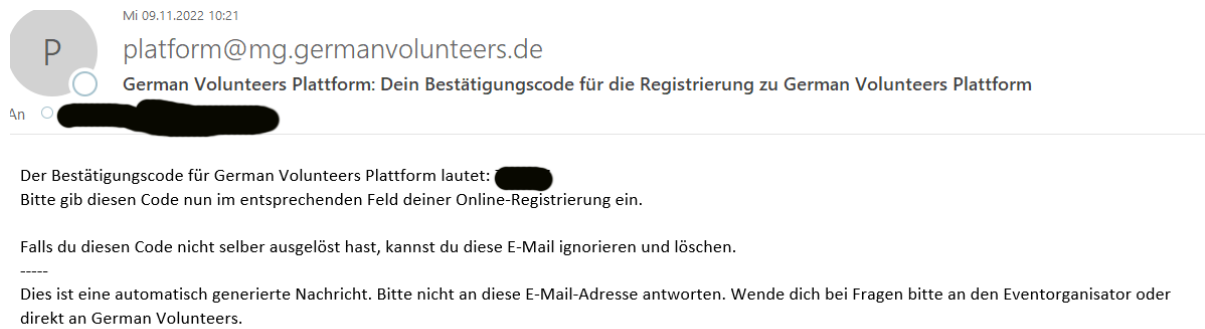 Mi 09.11.2022 10:21
P
platform@mg.germanvolunteers.de
German Volunteers Plattform: Dein Bestätigungscode für die Registrierung zu German Volunteers Plattform
An
Der Bestätigungscode für German Volunteers Plattform lautet:
Bitte gib diesen Code nun im entsprechenden Feld deiner Online-Registrierung ein.
Falls du diesen Code nicht selber ausgelöst hast, kannst du diese E-Mail ignorieren und löschen.
-----
Dies ist eine automatisch generierte Nachricht. Bitte nicht an diese E-Mail-Adresse antworten. Wende dich bei Fragen bitte an den Eventorganisator oder
direkt an German Volunteers.